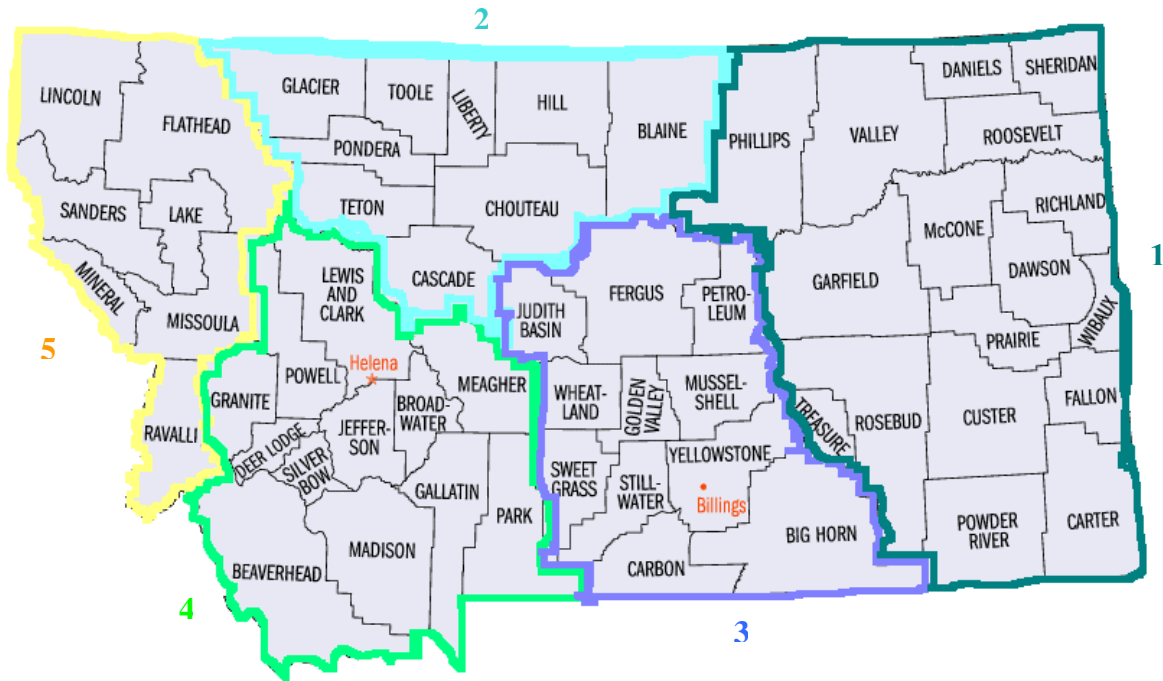 2
LINCOLN
FLATHEAD
GLACIER
TOOLE
LIBERTY
HILL
BLAINE
PHILLIPS
VALLEY
DANIELS
SHERIDAN
ROOSEVELT
PONDERA
SANDERS
LAKE
TETON
CHOUTEAU
McCONE
RICHLAND
1
MINERAL
MISSOULA
LEWIS
AND
CLARK
CASCADE
JUDITH
BASIN
FERGUS
PETRO-
LEUM
GARFIELD
DAWSON
WIBAUX
PRAIRIE
5
Helena
POWELL
GRANITE
MEAGHER
BROAD-
WATER
WHEAT-
LAND
GOLDEN
VALLEY
MUSSEL-
SHELL
TREASURE
ROSEBUD
CUSTER
FALLON
RAVALLI
DEER LODGE
SILVER
BOW
JEFFER-
SON
GALLATIN
PARK
SWEET
GRASS
STILL-
WATER
YELLOWSTONE
Billings
BEAVERHEAD
MADISON
CARBON
BIG HORN
POWDER
RIVER
CARTER
4
3